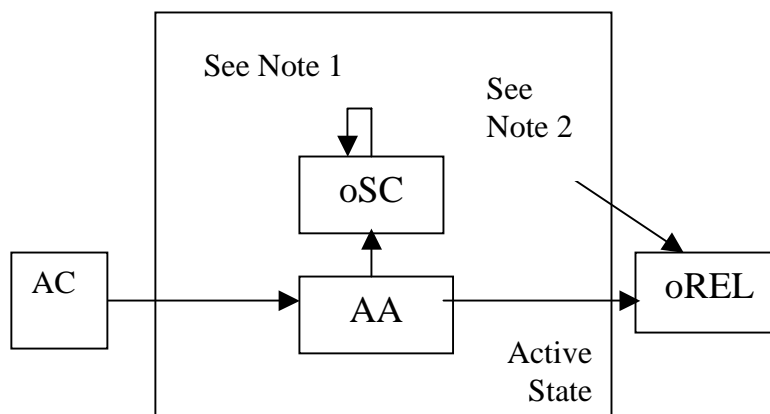 See Note 1
See
Note 2
oSC
AC
AA
oREL
Active
State